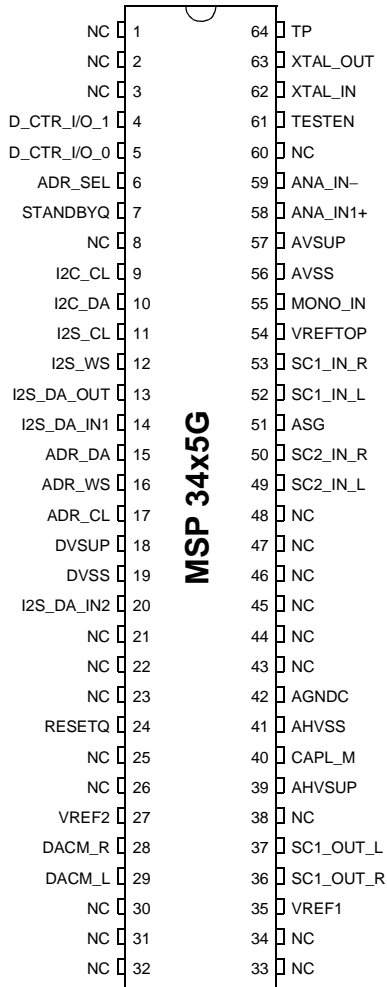 NC 1 64 TP
NC 2 63 XTAL_OUT
NC 3 62 XTAL_IN
D_CTR_I/O_1 4 61 TESTEN
D_CTR_I/O_0 5 60 NC
ADR_SEL 6 59 ANA_IN−
STANDBYQ 7 58 ANA_IN1+
NC 8 57 AVSUP
I2C_CL 9 56 AVSS
I2C_DA 10 55 MONO_IN
I2S_CL 11 54 VREFTOP
I2S_WS 12 53 SC1_IN_R
I2S_DA_OUT 13 52 SC1_IN_L
I2S_DA_IN1 14 51 ASG
ADR_DA 15 50 SC2_IN_R
ADR_WS 16 49 SC2_IN_L
ADR_CL 17 48 NC
DVSUP 18 47 NC
DVSS 19 46 NC
I2S_DA_IN2 20 45 NC
NC 21 44 NC
NC 22 43 NC
NC 23 42 AGNDC
RESETQ 24 41 AHVSS
NC 25 40 CAPL_M
NC 26 39 AHVSUP
VREF2 27 38 NC
DACM_R 28 37 SC1_OUT_L
DACM_L 29 36 SC1_OUT_R
NC 30 35 VREF1
NC 31 34 NC
NC 32 33 NC
MSP 34x5G